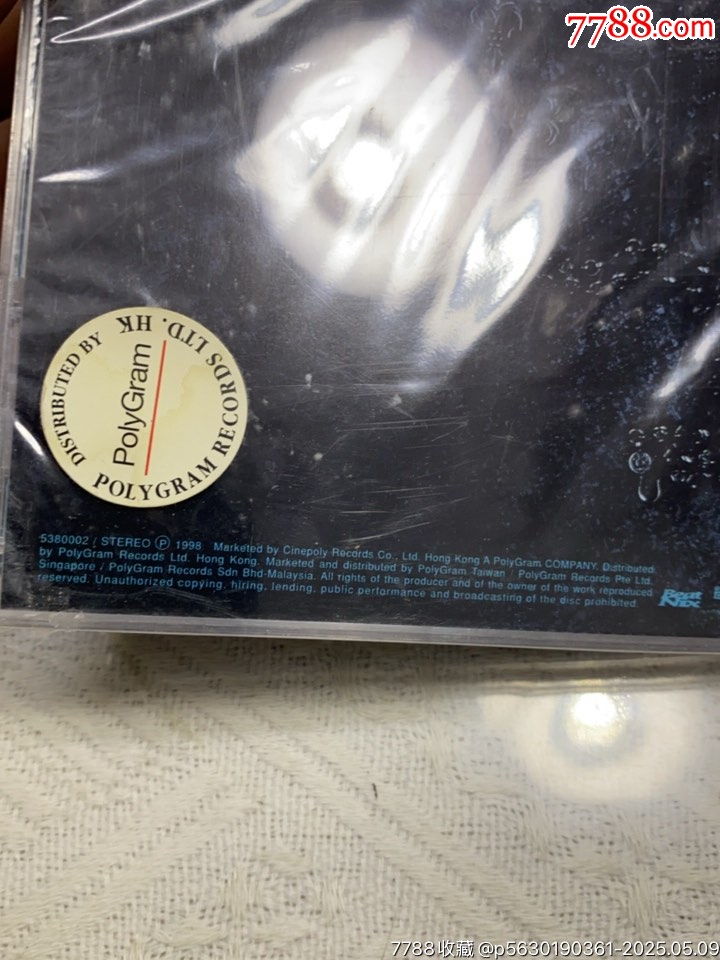 7788.com
DISTRIBUTED BY
POLYGRAM RECORDS LTD. HK.
PolyGram
5380002 / STEREO Ⓟ 1998 Marketed by Cinepoly Records Co., Ltd. Hong Kong A PolyGram COMPANY. Distributed
by PolyGram Records Ltd. Hong Kong. Marketed and distributed by PolyGram Taiwan / PolyGram Records Pte Ltd.
Singapore / PolyGram Records Sdn Bhd-Malaysia. All rights of the producer and of the owner of the work reproduced
reserved. Unauthorized copying, hiring, lending, public performance and broadcasting of the disc prohibited.
Beat
Nix
7788收藏 @p5630190361-2025.05.09